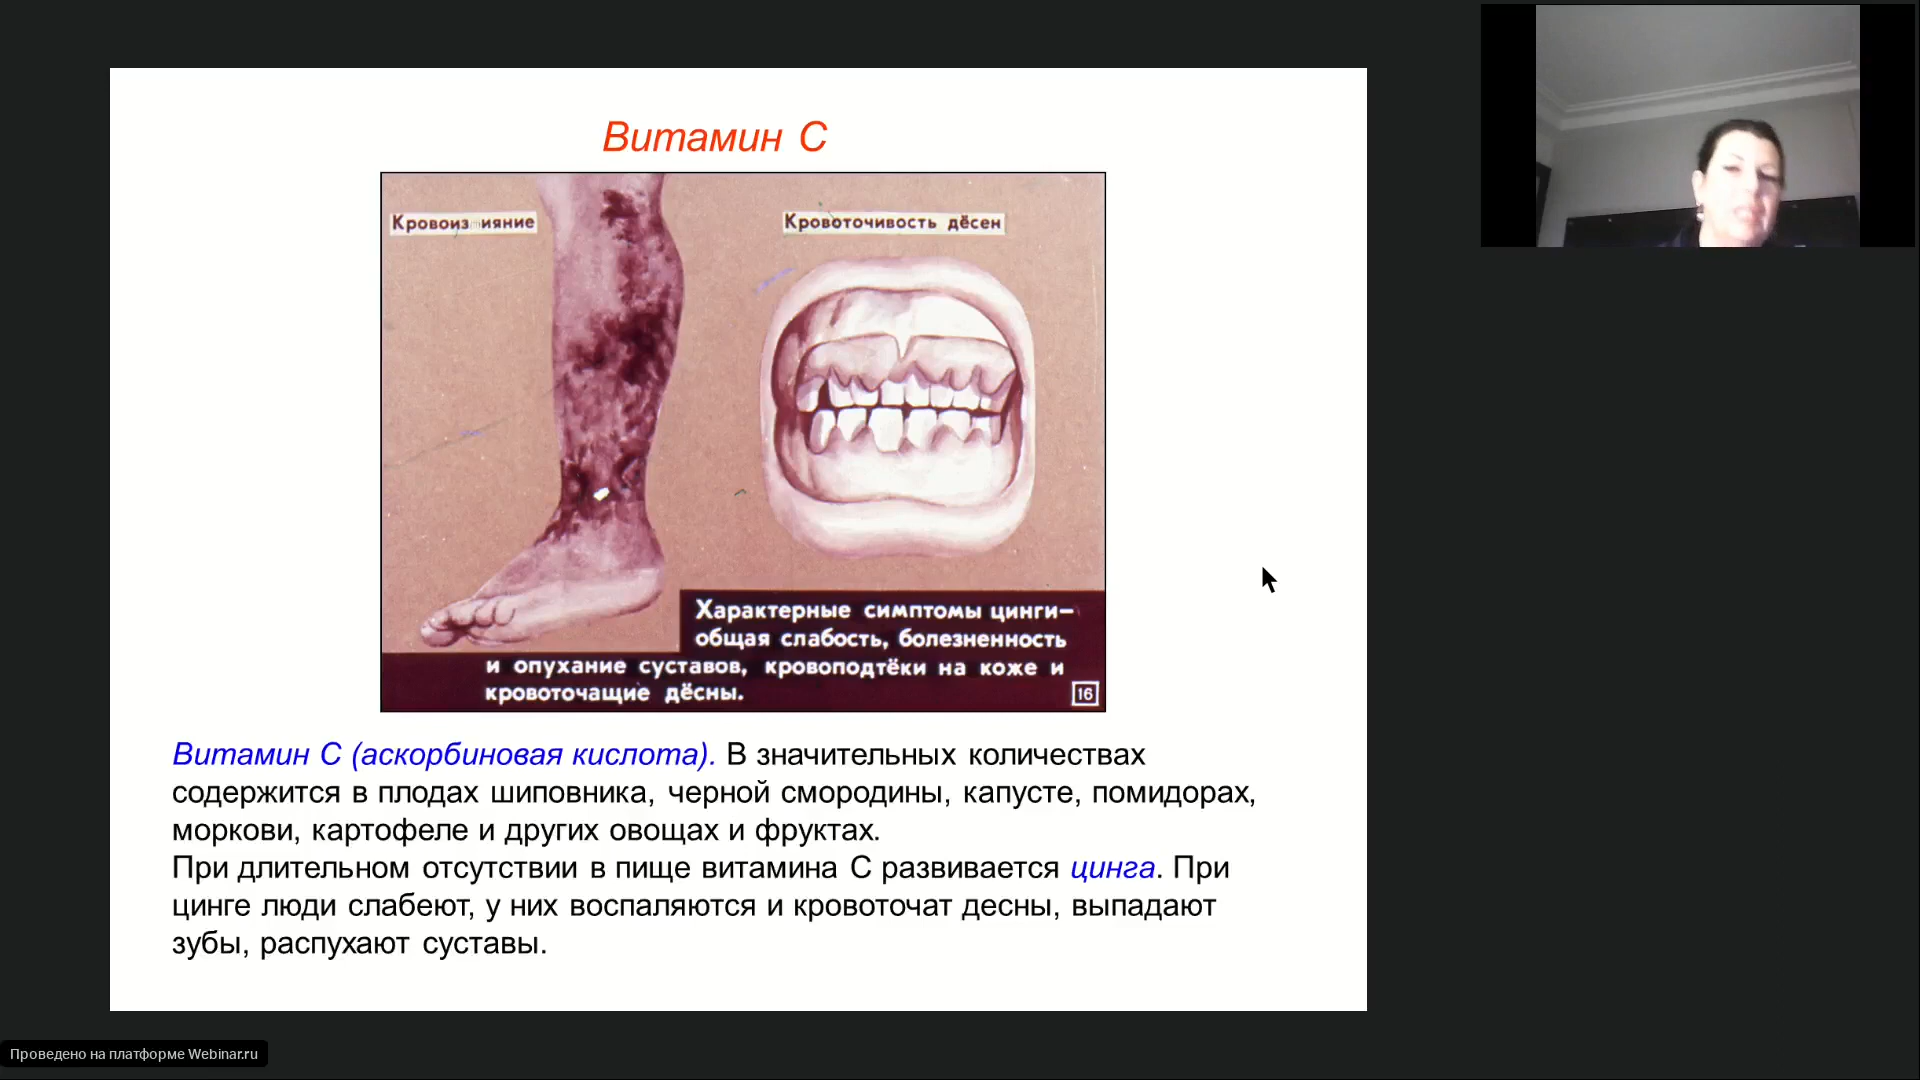 Витамин С
Кровоизлияние
Кровоточивость дёсен
Характерные симптомы цинги–
общая слабость, болезненность
и опухание суставов, кровоподтёки на коже и
кровоточащие дёсны.
16
Витамин С (аскорбиновая кислота). В значительных количествах
содержится в плодах шиповника, черной смородины, капусте, помидорах,
моркови, картофеле и других овощах и фруктах.
При длительном отсутствии в пище витамина С развивается цинга. При
цинге люди слабеют, у них воспаляются и кровоточат десны, выпадают
зубы, распухают суставы.
Проведено на платформе Webinar.ru